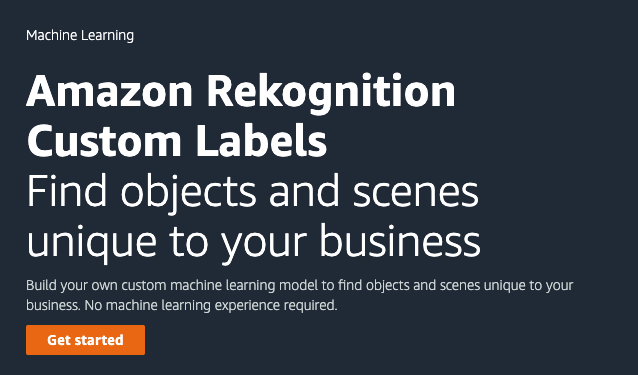 Machine Learning
Amazon Rekognition
Custom Labels
Find objects and scenes
unique to your business
Build your own custom machine learning model to find objects and scenes unique to your
business. No machine learning experience required.
Get started